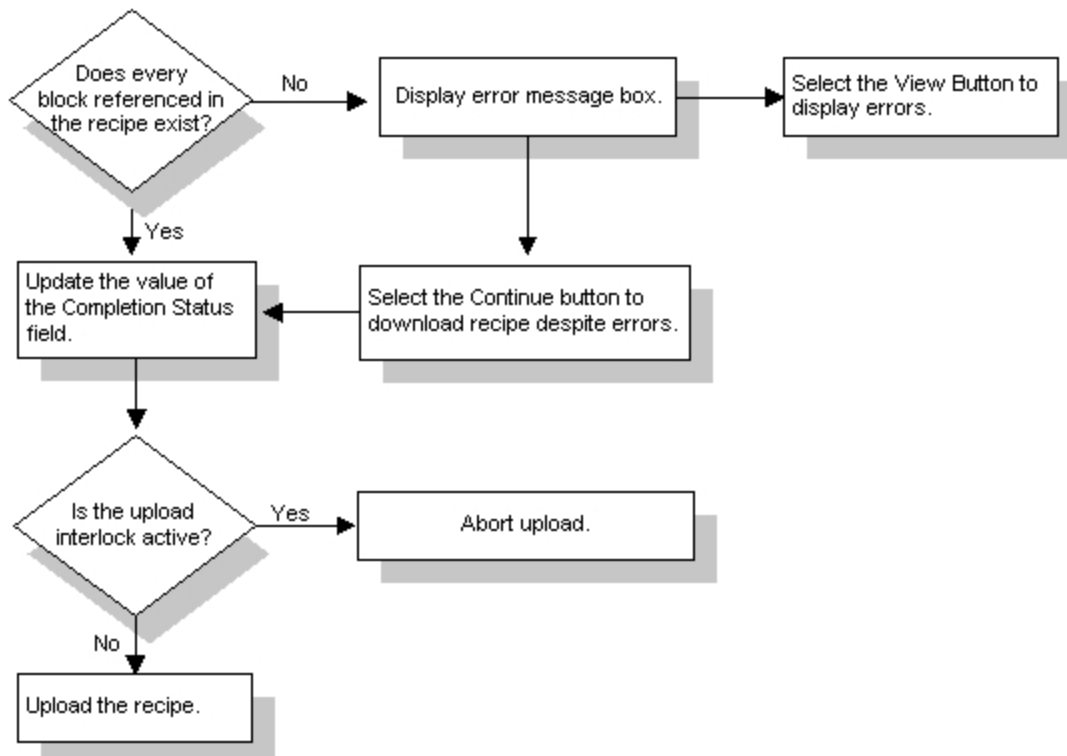 Does every
block referenced in
the recipe exist?
No
Display error message box.
Select the View Button to
display errors.
Yes
Update the value of
the Completion Status
field.
Select the Continue button to
download recipe despite errors.
Is the upload
interlock active?
Yes
Abort upload.
No
Upload the recipe.